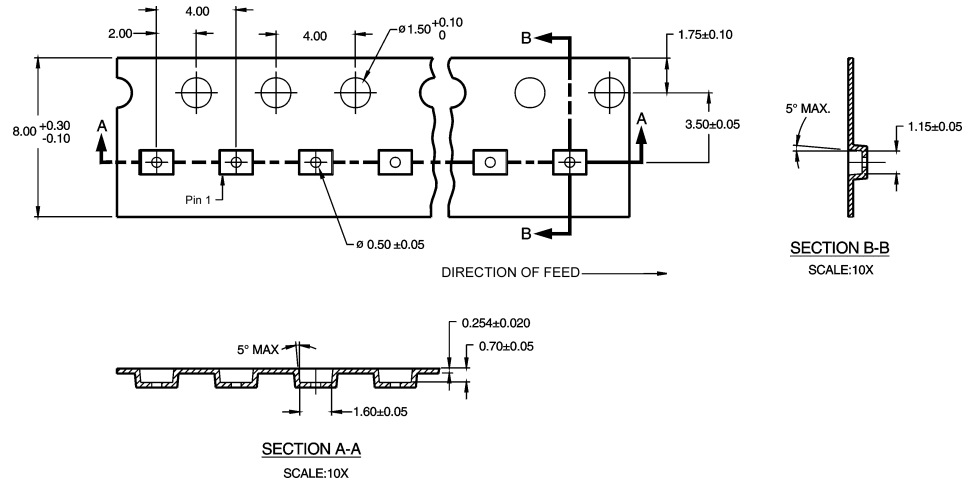 4.00
2.00
4.00
ø 1.50 +0.10
0
B
1.75±0.10
8.00 +0.30
-0.10
A
A
3.50±0.05
5° MAX.
1.15±0.05
Pin 1
ø 0.50 ±0.05
B
SECTION B-B
SCALE:10X
DIRECTION OF FEED
0.254±0.020
5° MAX
0.70±0.05
1.60±0.05
SECTION A-A
SCALE:10X